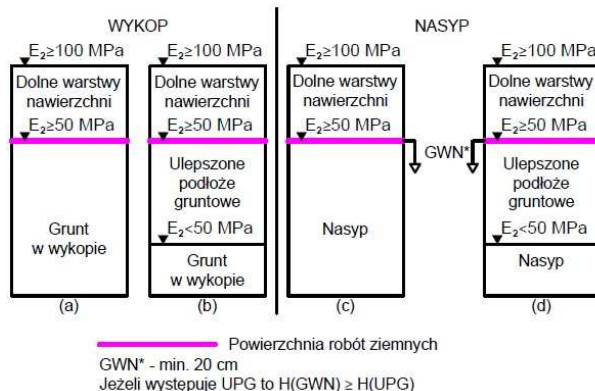 WYKOP
NASYP
E₂≥100 MPa
Dolne warstwy
nawierzchni
E₂≥50 MPa
Grunt
w wykopie
(a)
E₂≥100 MPa
Dolne warstwy
nawierzchni
E₂≥50 MPa
Ulepszone
podłoże
gruntowe
E₂<50 MPa
Grunt
w wykopie
(b)
E₂≥100 MPa
Dolne warstwy
nawierzchni
E₂≥50 MPa
Nasyp
(c)
GWN*
E₂≥100 MPa
Dolne warstwy
nawierzchni
E₂≥50 MPa
Ulepszone
podłoże
gruntowe
E₂<50 MPa
Nasyp
(d)
Powierzchnia robót ziemnych
GWN* - min. 20 cm
Jeżeli występuje UPG to H(GWN) ≥ H(UPG)